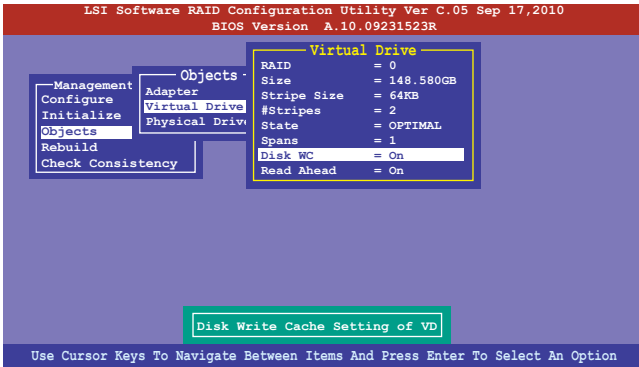 LSI Software RAID Configuration Utility Ver C.05 Sep 17,2010
BIOS Version A.10.09231523R
Management
Configure
Initialize
Objects
Rebuild
Check Consistency
Objects
Adapter
Virtual Drive
Physical Driv
Virtual Drive
RAID = 0
Size = 148.580GB
Stripe Size = 64KB
#Stripes = 2
State = OPTIMAL
Spans = 1
Disk WC = On
Read Ahead = On
Disk Write Cache Setting of VD
Use Cursor Keys To Navigate Between Items And Press Enter To Select An Option